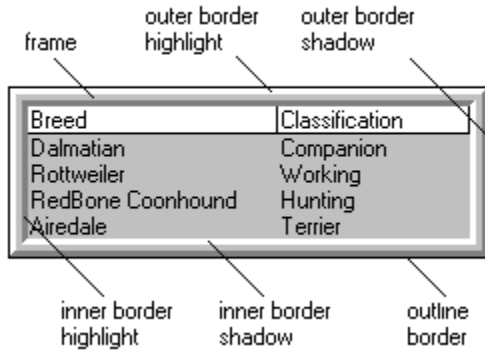 outer border outer border
frame highlight shadow
Breed Classification
Dalmatian Companion
Rottweiler Working
RedBone Coonhound Hunting
Airedale Terrier
inner border inner border outline
highlight shadow border